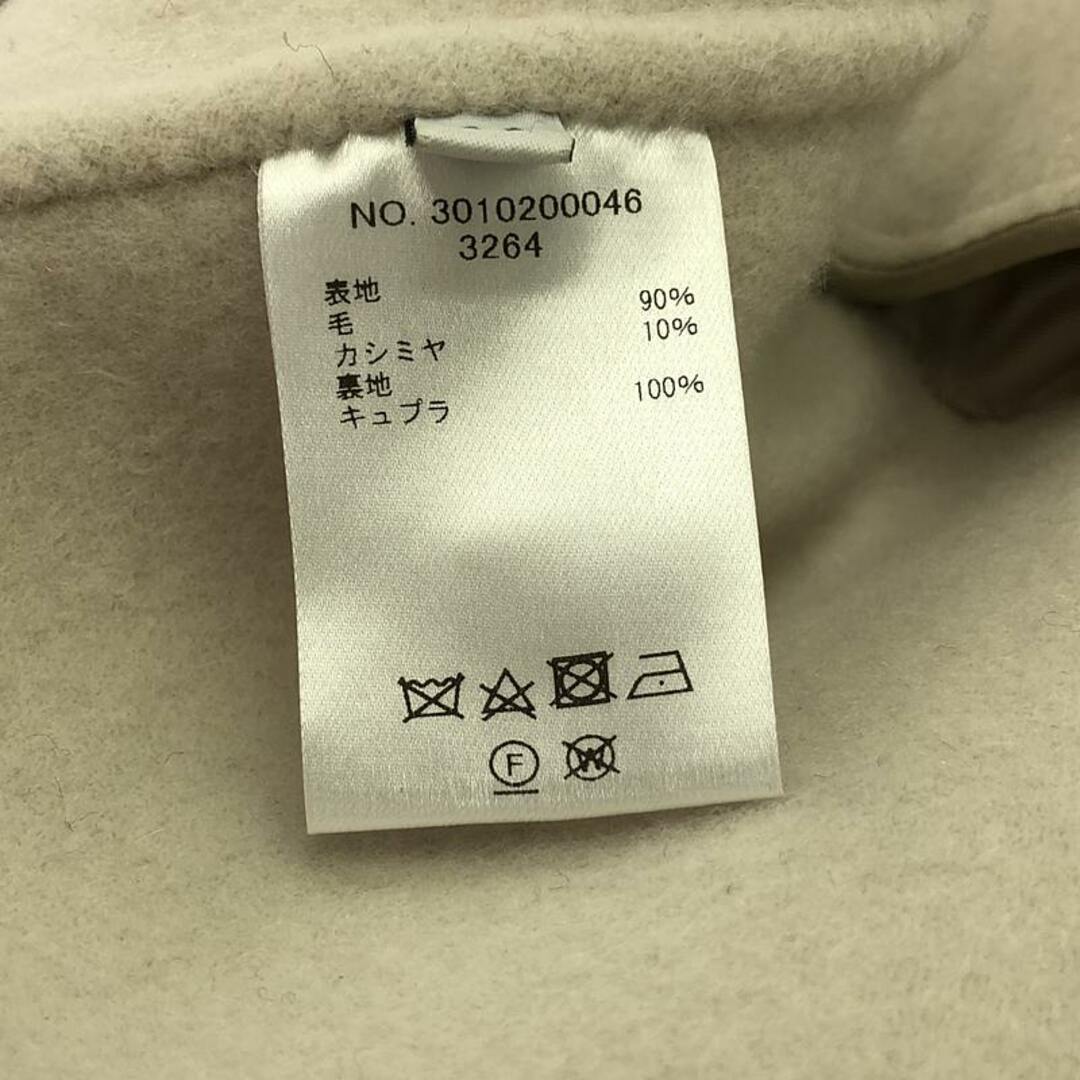 NO. 3010200046
3264
表地
毛 90%
カシミヤ 10%
裏地
キュプラ 100%
F
W